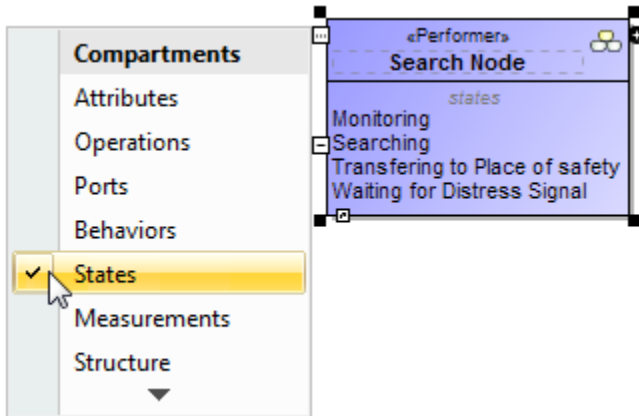 Compartments
Attributes
Operations
Ports
Behaviors
States
Measurements
Structure
«Performer»
Search Node
states
Monitoring
Searching
Transfering to Place of safety
Waiting for Distress Signal